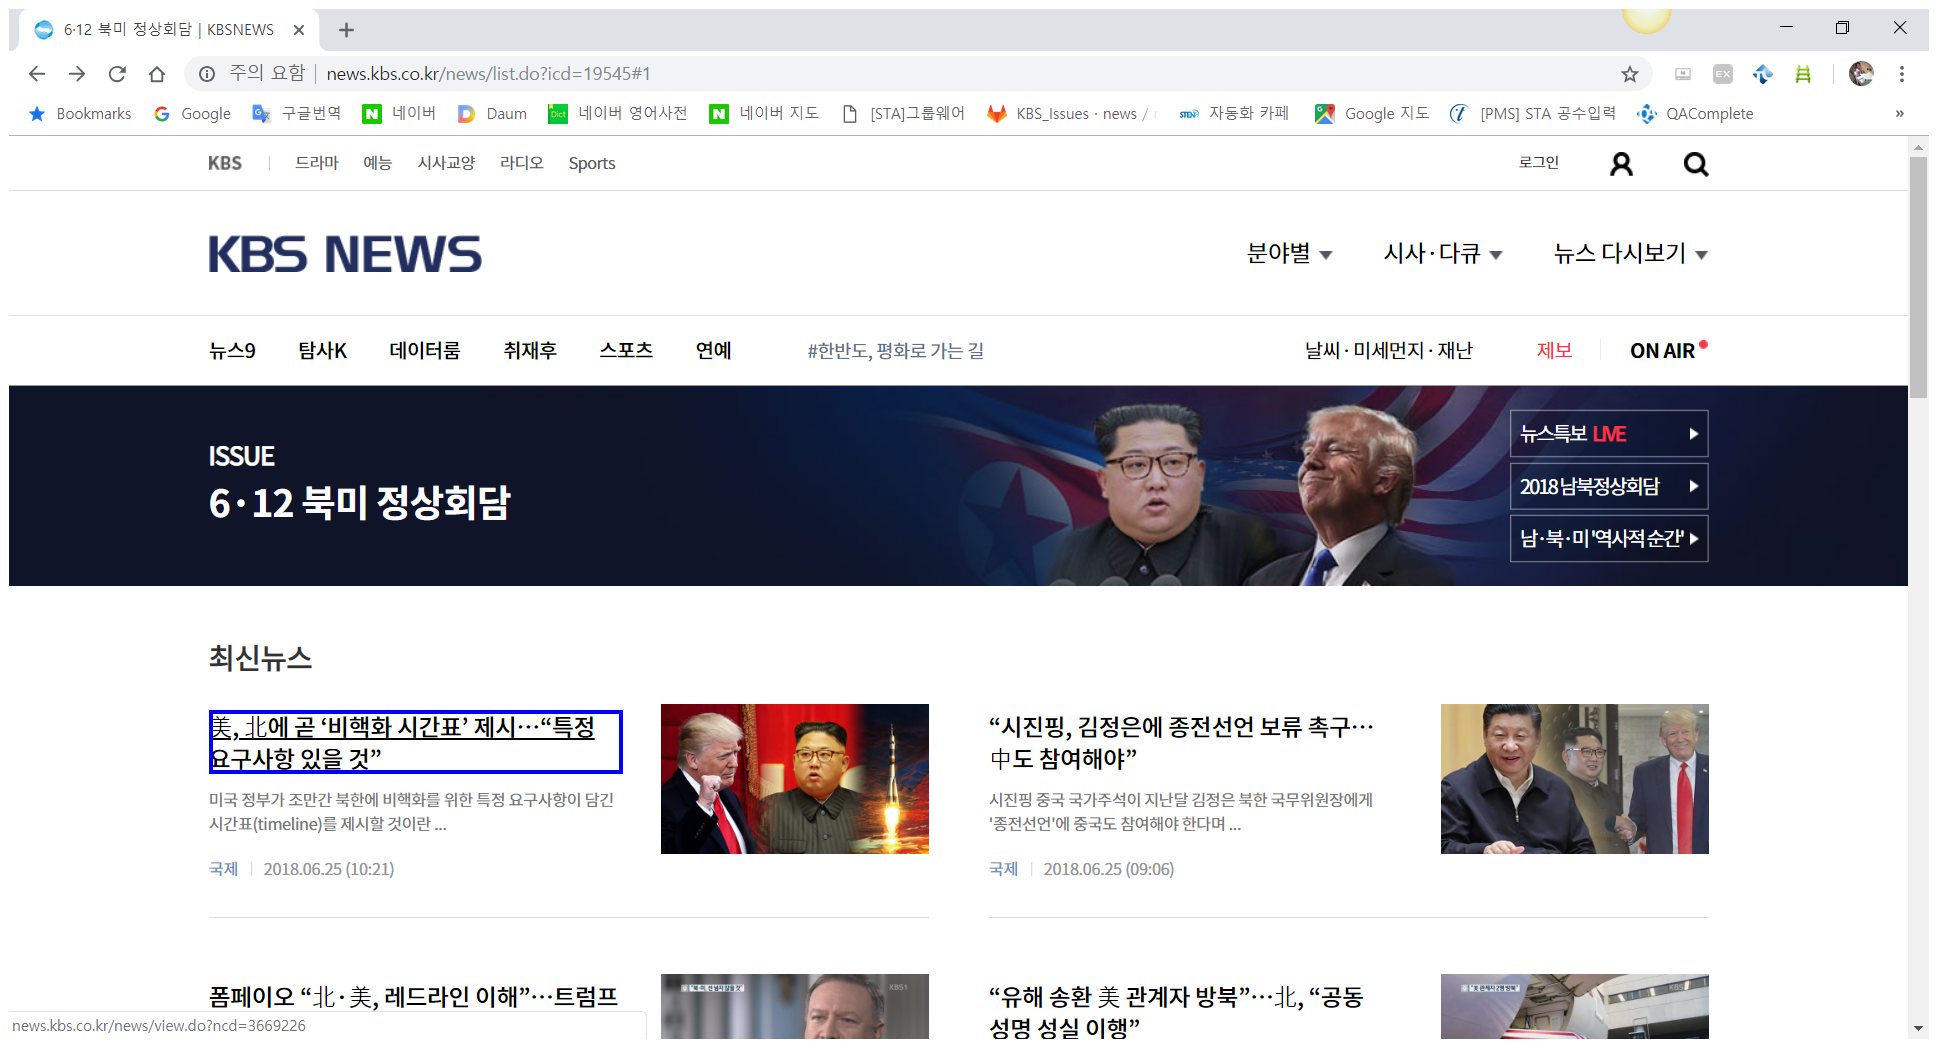 6·12 북미 정상회담 | KBSNEWS
주의 요함 | news.kbs.co.kr/news/list.do?icd=19545#1
EX
Bookmarks Google 구글번역 네이버 Daum 네이버 영어사전 네이버 지도 [STA]그룹웨어 KBS_Issues · news / 자동화 카페 Google 지도 [PMS] STA 공수입력 QAComplete »
KBS 드라마 예능 시사교양 라디오 Sports 로그인
KBS NEWS 분야별 시사·다큐 뉴스 다시보기
뉴스9 탐사K 데이터룸 취재후 스포츠 연예 #한반도, 평화로 가는 길 날씨·미세먼지·재난 제보 ON AIR
ISSUE
6·12 북미 정상회담
뉴스특보 LIVE
2018 남북정상회담
남·북·미 '역사적 순간'
최신뉴스
美, 北에 곧 ‘비핵화 시간표’ 제시…“특정
요구사항 있을 것”
미국 정부가 조만간 북한에 비핵화를 위한 특정 요구사항이 담긴
시간표(timeline)를 제시할 것이란 ...
국제 | 2018.06.25 (10:21)
“시진핑, 김정은에 종전선언 보류 촉구…
中도 참여해야”
시진핑 중국 국가주석이 지난달 김정은 북한 국무위원장에게
'종전선언'에 중국도 참여해야 한다며 ...
국제 | 2018.06.25 (09:06)
폼페이오 “北·美, 레드라인 이해”…트럼프
KBS1
“유해 송환 美 관계자 방북”…北, “공동
성명 성실 이행”
news.kbs.co.kr/news/view.do?ncd=3669226